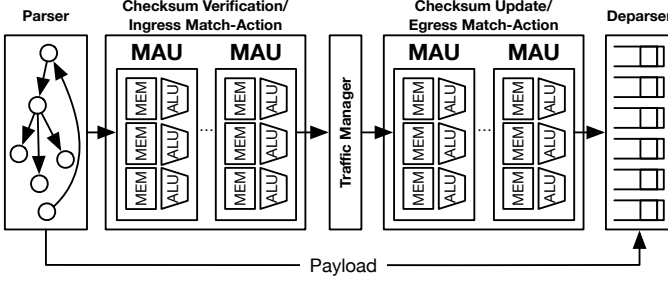 Parser
Checksum Verification/
Ingress Match-Action
Checksum Update/
Egress Match-Action
Deparser
MAU MAU
MAU MAU
MEM ALU MEM ALU
MEM ALU ... MEM ALU
MEM ALU MEM ALU
Traffic Manager
MEM ALU MEM ALU
MEM ALU ... MEM ALU
MEM ALU MEM ALU
Payload